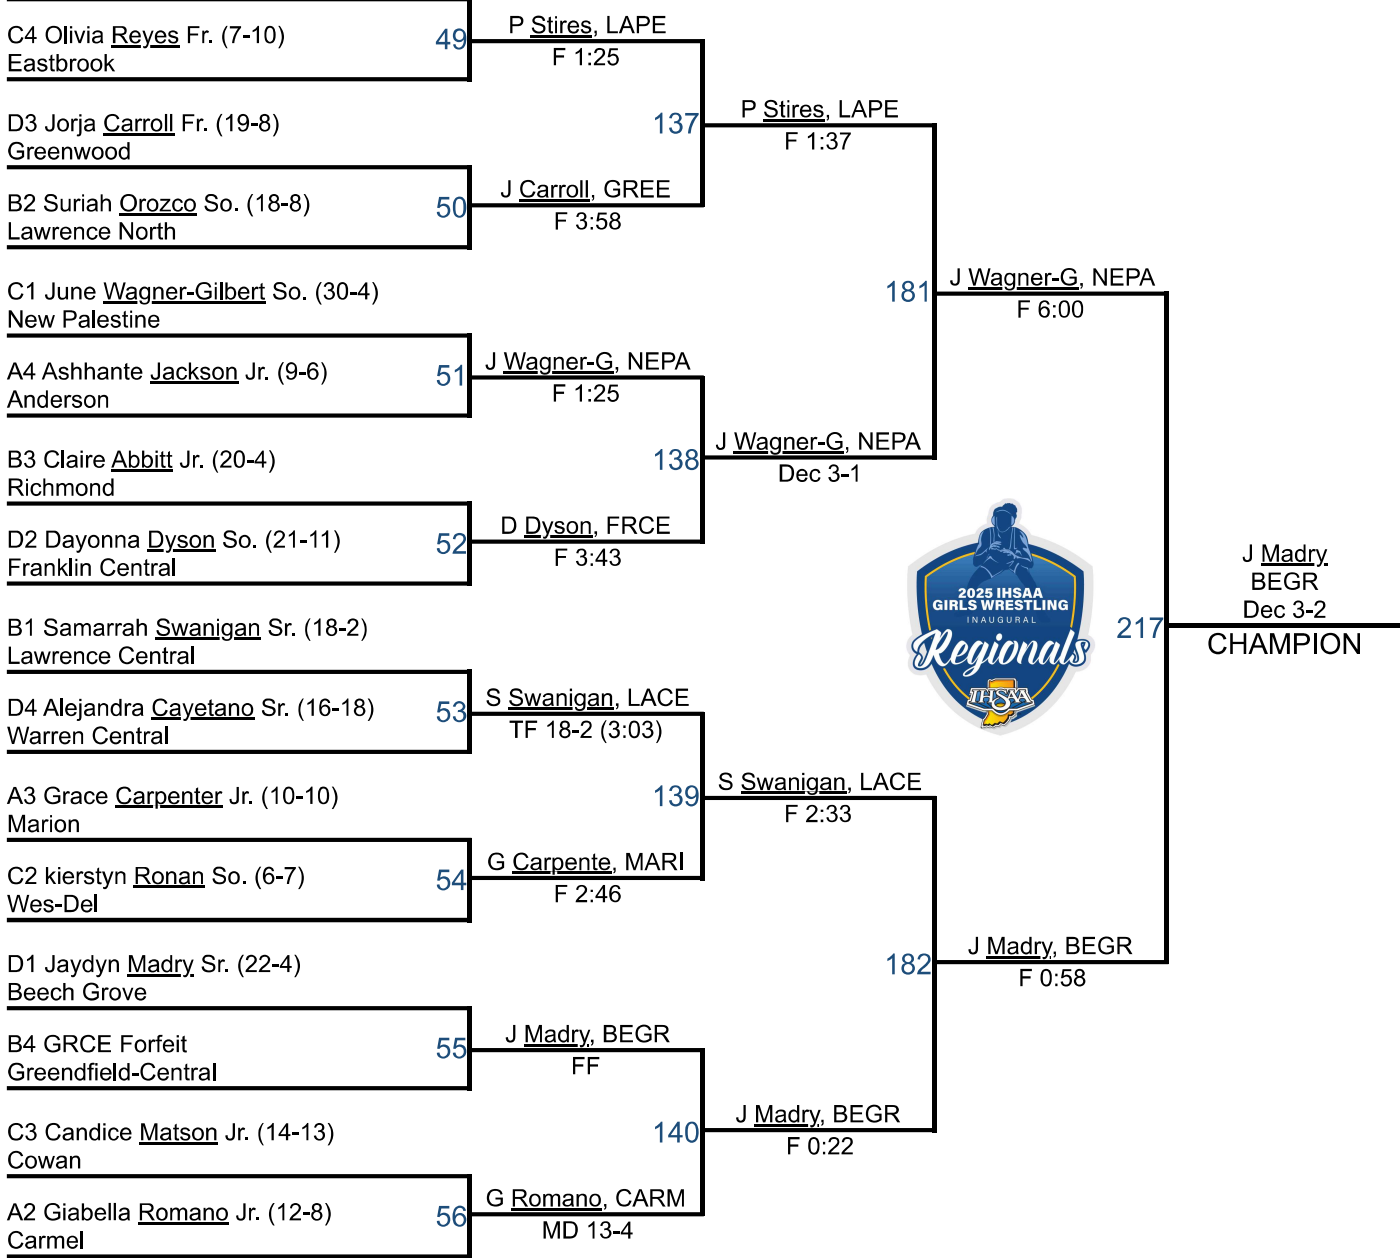 C4 Olivia Reyes Fr. (7-10)
Eastbrook
49
P Stires, LAPE
F 1:25
D3 Jorja Carroll Fr. (19-8)
Greenwood
137
P Stires, LAPE
F 1:37
B2 Suriah Orozco So. (18-8)
Lawrence North
50
J Carroll, GREE
F 3:58
C1 June Wagner-Gilbert So. (30-4)
New Palestine
181
J Wagner-G, NEPA
F 6:00
A4 Ashhante Jackson Jr. (9-6)
Anderson
51
J Wagner-G, NEPA
F 1:25
B3 Claire Abbitt Jr. (20-4)
Richmond
138
J Wagner-G, NEPA
Dec 3-1
D2 Dayonna Dyson So. (21-11)
Franklin Central
52
D Dyson, FRCE
F 3:43
2025 IHSAA
GIRLS WRESTLING
INAUGURAL
Regionals
IHSAA
217
J Madry
BEGR
Dec 3-2
CHAMPION
B1 Samarrah Swanigan Sr. (18-2)
Lawrence Central
D4 Alejandra Cayetano Sr. (16-18)
Warren Central
53
S Swanigan, LACE
TF 18-2 (3:03)
A3 Grace Carpenter Jr. (10-10)
Marion
139
S Swanigan, LACE
F 2:33
C2 kierstyn Ronan So. (6-7)
Wes-Del
54
G Carpente, MARI
F 2:46
D1 Jaydyn Madry Sr. (22-4)
Beech Grove
182
J Madry, BEGR
F 0:58
B4 GRCE Forfeit
Greendfield-Central
55
J Madry, BEGR
FF
C3 Candice Matson Jr. (14-13)
Cowan
140
J Madry, BEGR
F 0:22
A2 Giabella Romano Jr. (12-8)
Carmel
56
G Romano, CARM
MD 13-4